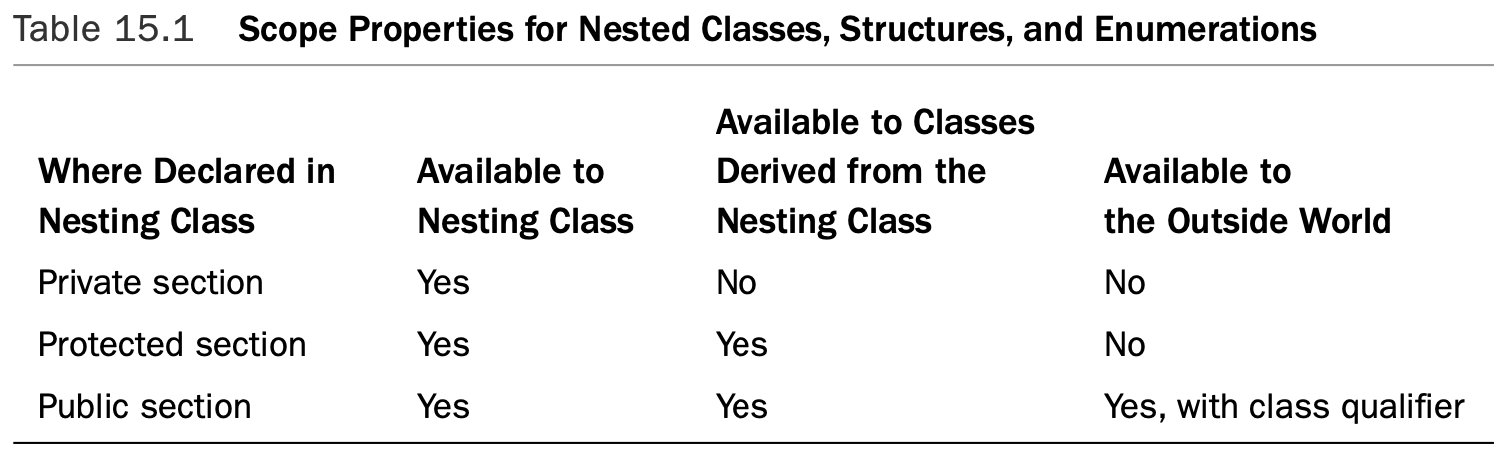 Table 15.1 Scope Properties for Nested Classes, Structures, and Enumerations
Available to Classes
Where Declared in Available to Derived from the Available to
Nesting Class Nesting Class Nesting Class the Outside World
Private section Yes No No
Protected section Yes Yes No
Public section Yes Yes Yes, with class qualifier